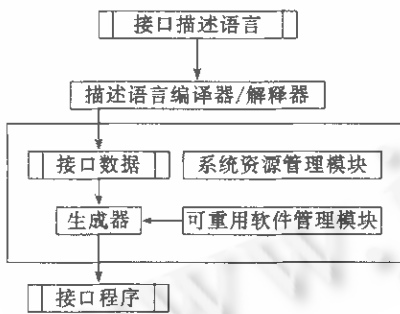 接口描述语言
描述语言编译器/解释器
接口数据 系统资源管理模块
生成器 可重用软件管理模块
接口程序